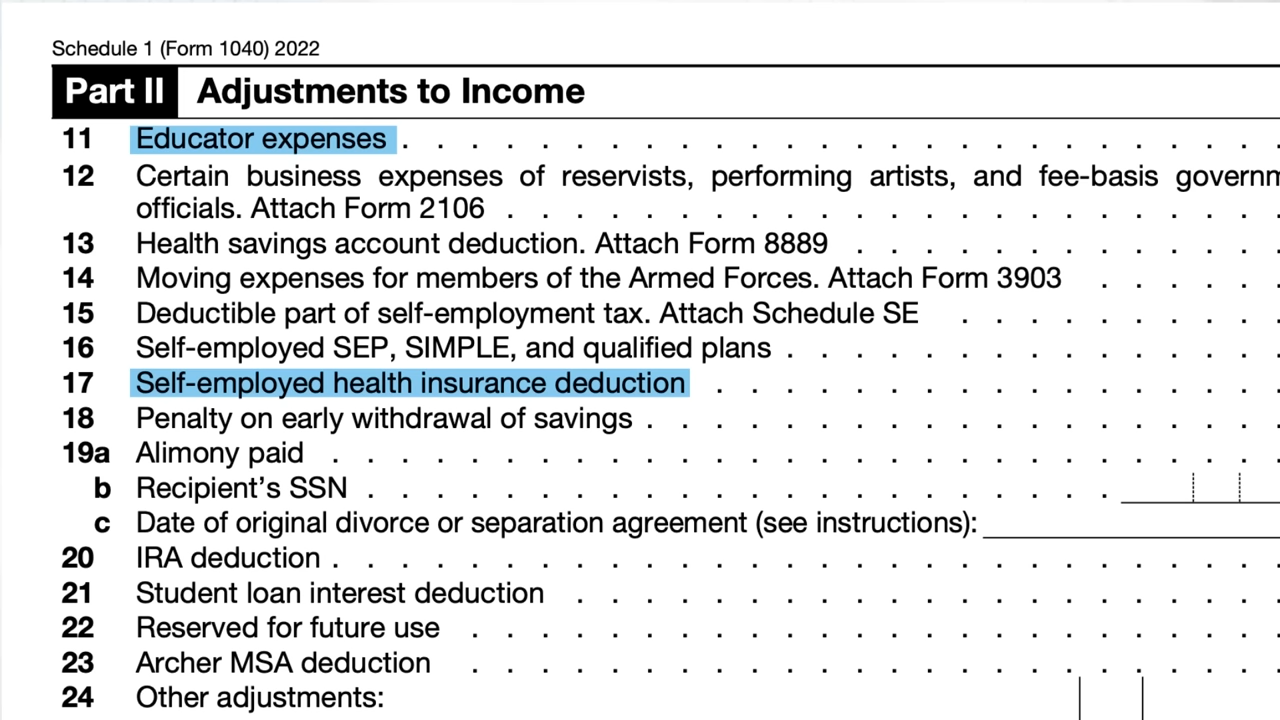 Schedule 1 (Form 1040) 2022
Part II Adjustments to Income
11 Educator expenses
12 Certain business expenses of reservists, performing artists, and fee-basis
officials. Attach Form 2106
13 Health savings account deduction. Attach Form 8889
14 Moving expenses for members of the Armed Forces. Attach Form 3903
15 Deductible part of self-employment tax. Attach Schedule SE
16 Self-employed SEP, SIMPLE, and qualified plans
17 Self-employed health insurance deduction
18 Penalty on early withdrawal of savings
19a Alimony paid
b Recipient's SSN
c Date of original divorce or separation agreement (see instructions):
20 IRA deduction
21 Student loan interest deduction
22 Reserved for future use
23 Archer MSA deduction
24 Other adjustments: